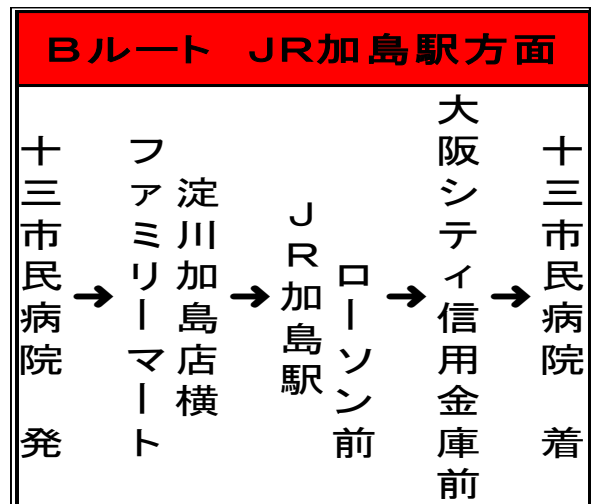 Bルート JR加島駅方面
十三市民病院 発
→
ファミリーマート
淀川加島店横
→
JR加島駅
ローソン前
→
大阪シティ信用金庫前
→
十三市民病院 着